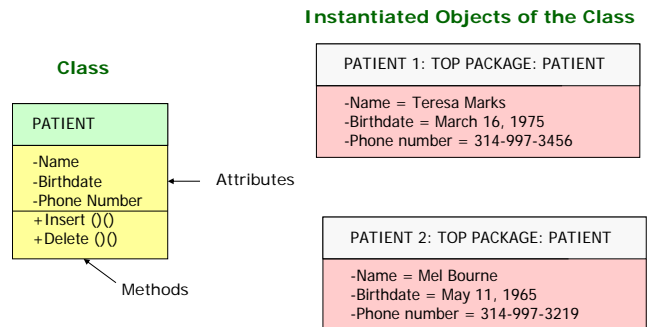 Instantiated Objects of the Class
Class
PATIENT
-Name
-Birthdate
-Phone Number
+Insert ()()
+Delete ()()
Attributes
Methods
PATIENT 1: TOP PACKAGE: PATIENT
-Name = Teresa Marks
-Birthdate = March 16, 1975
-Phone number = 314-997-3456
PATIENT 2: TOP PACKAGE: PATIENT
-Name = Mel Bourne
-Birthdate = May 11, 1965
-Phone number = 314-997-3219